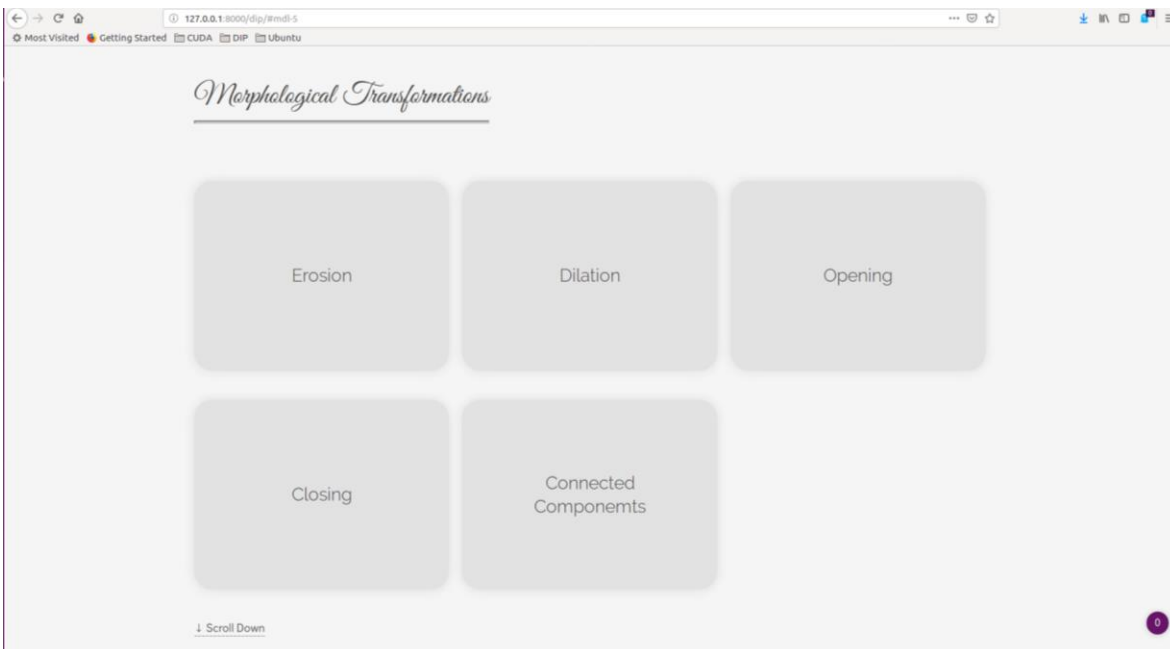 127.0.0.1:8000/dip/#mdl-5
Most Visited Getting Started CUDA DIP Ubuntu
Morphological Transformations
Erosion Dilation Opening
Closing
Connected
Componemts
↓ Scroll Down
0